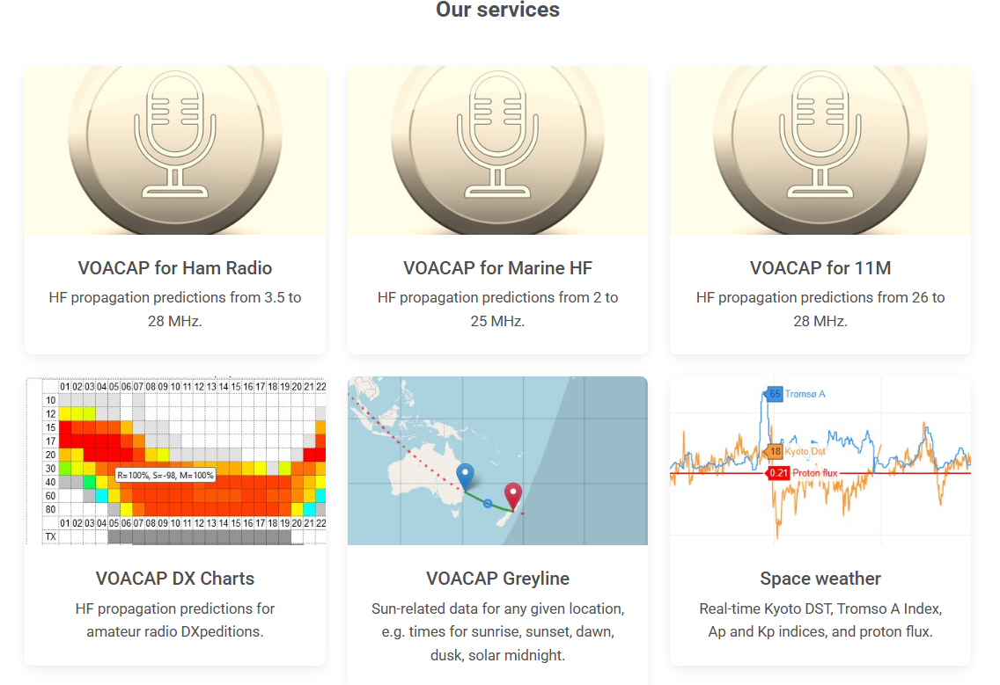 Our services
VOACAP for Ham Radio
HF propagation predictions from 3.5 to
28 MHz.
VOACAP for Marine HF
HF propagation predictions from 2 to
25 MHz.
VOACAP for 11M
HF propagation predictions from 26 to
28 MHz.
01 02 03 04 05 06 07 08 09 10 11 12 13 14 15 16 17 18 19 20 21 22
10
12
15
17
20
30
R=100%, S=-98, M=100%
40
60
80
01 02 03 04 05 06 07 08 09 10 11 12 13 14 15 16 17 18 19 20 21 22
TX
VOACAP DX Charts
HF propagation predictions for
amateur radio DXpeditions.
VOACAP Greyline
Sun-related data for any given location,
e.g. times for sunrise, sunset, dawn,
dusk, solar midnight.
65 Tromsø A
18 Kyoto Dst
0.21 Proton flux
Space weather
Real-time Kyoto DST, Tromso A Index,
Ap and Kp indices, and proton flux.